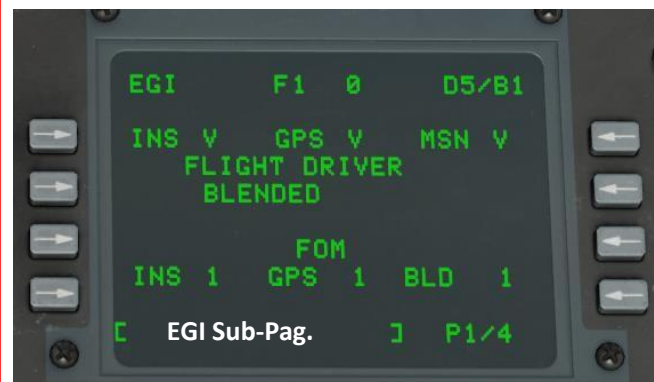 EGI F1 0 D5/B1
INS V GPS V MSN V
FLIGHT DRIVER
BLENDED
FOM
INS 1 GPS 1 BLD 1
[ EGI Sub-Pag. ] P1/4